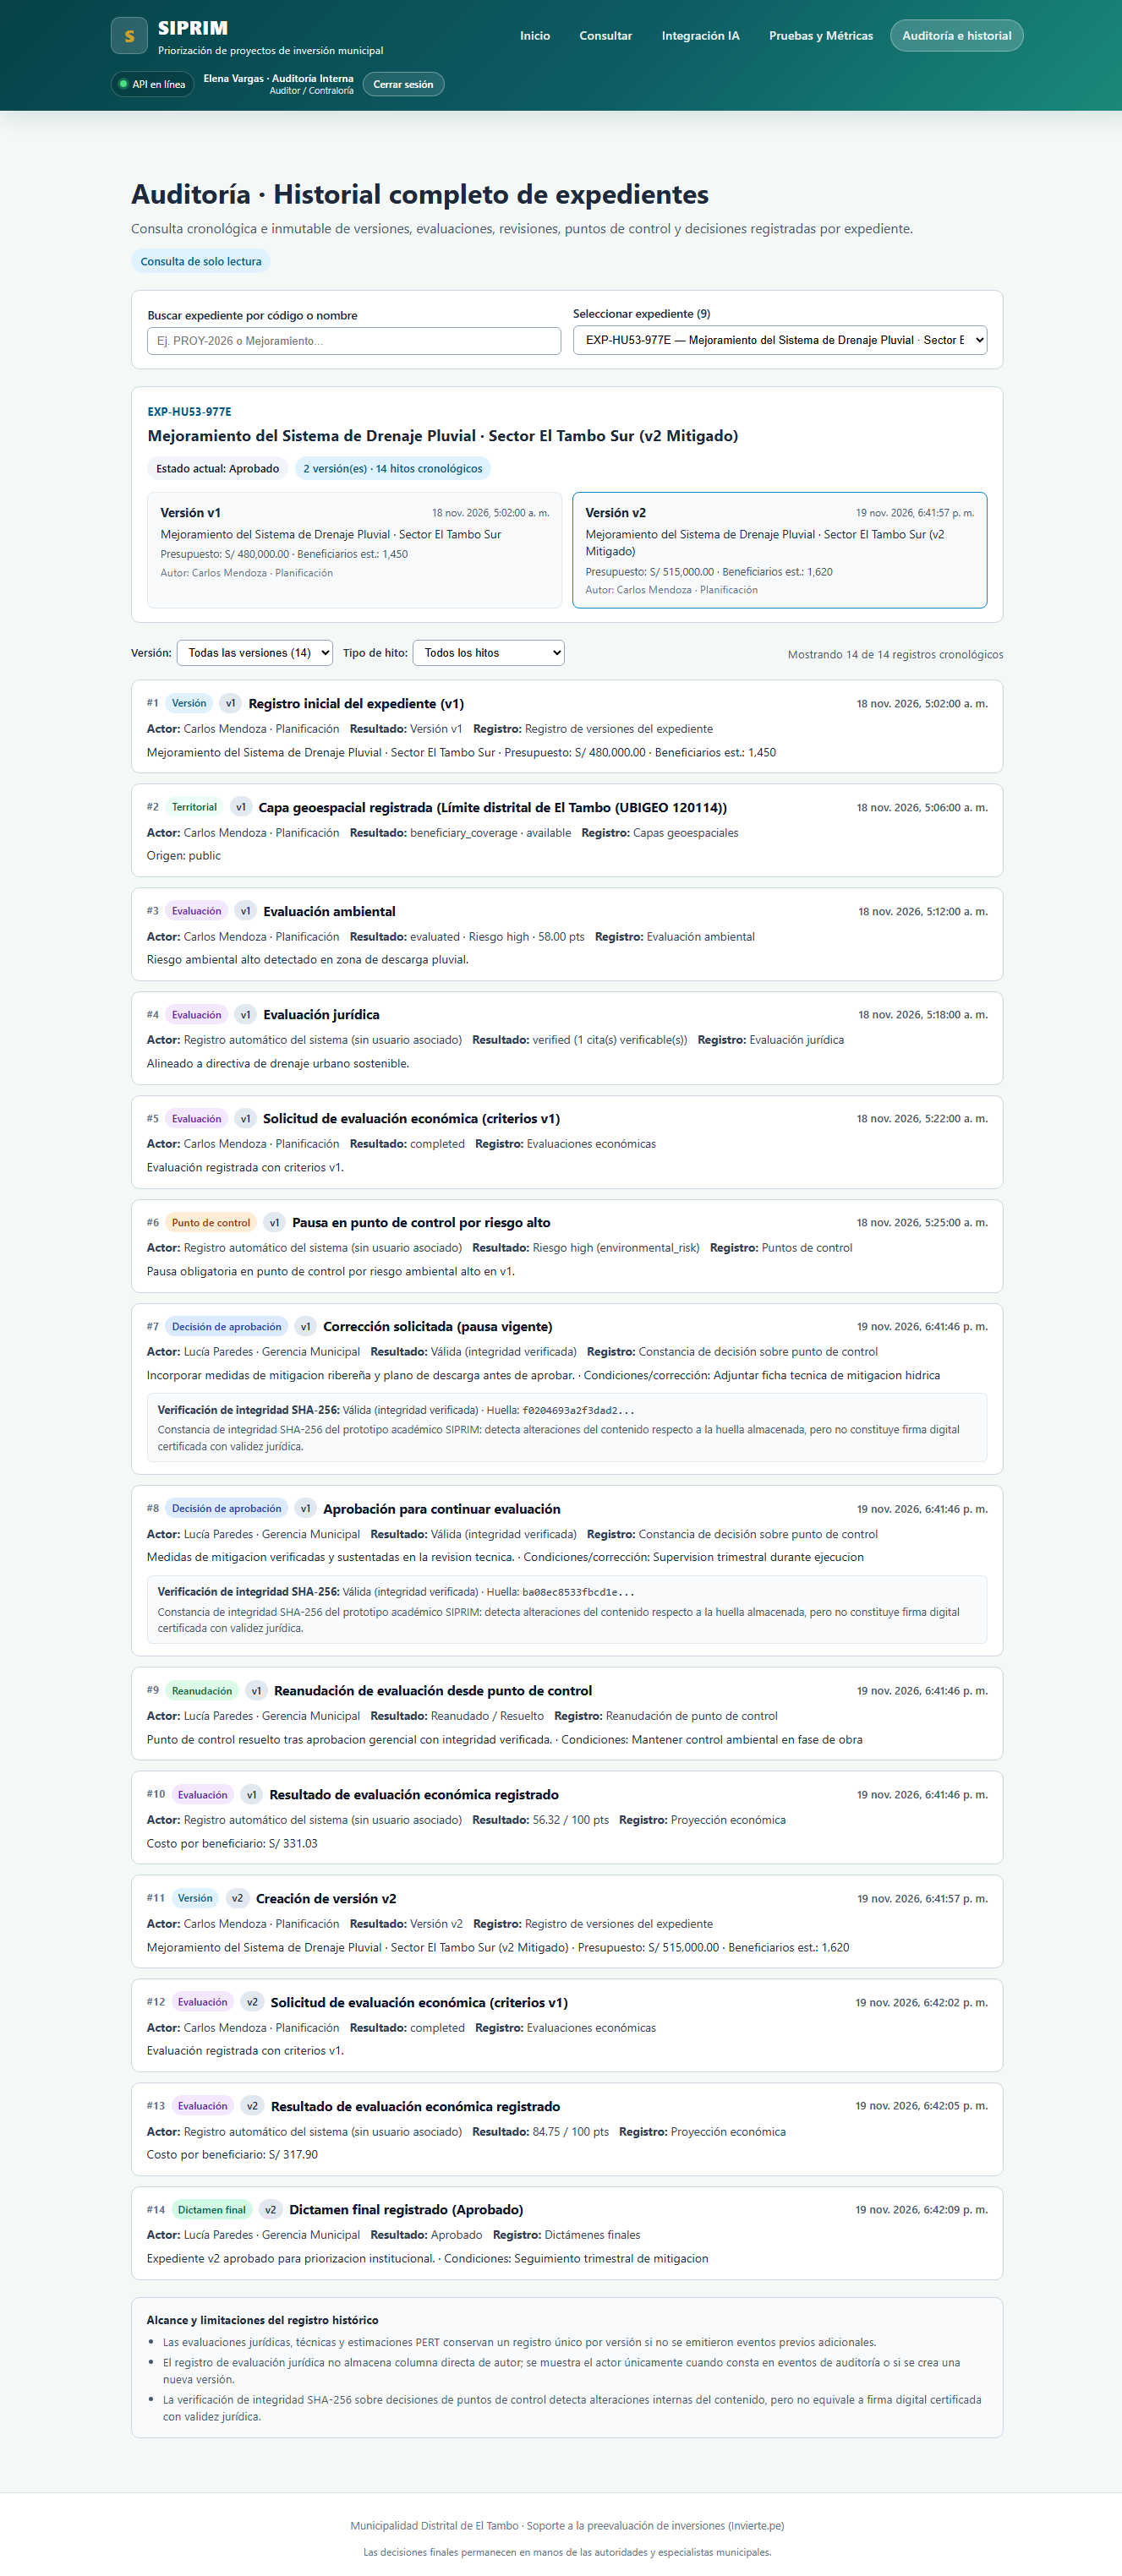 S
SIPRIM
Priorización de proyectos de inversión municipal
Inicio
Consultar
Integración IA
Pruebas y Métricas
Auditoría e historial
API en línea
Elena Vargas · Auditoría Interna
Auditor / Contraloría
Cerrar sesión
Auditoría · Historial completo de expedientes
Consulta cronológica e inmutable de versiones, evaluaciones, revisiones, puntos de control y decisiones registradas por expediente.
Consulta de solo lectura
Buscar expediente por código o nombre
Ej. PROY-2026 o Mejoramiento...
Seleccionar expediente (9)
EXP-HU53-977E — Mejoramiento del Sistema de Drenaje Pluvial · Sector E
EXP-HU53-977E
Mejoramiento del Sistema de Drenaje Pluvial · Sector El Tambo Sur (v2 Mitigado)
Estado actual: Aprobado
2 versión(es) · 14 hitos cronológicos
Versión v1
18 nov. 2026, 5:02:00 a. m.
Mejoramiento del Sistema de Drenaje Pluvial · Sector El Tambo Sur
Presupuesto: S/ 480,000.00 · Beneficiarios est.: 1,450
Autor: Carlos Mendoza · Planificación
Versión v2
19 nov. 2026, 6:41:57 p. m.
Mejoramiento del Sistema de Drenaje Pluvial · Sector El Tambo Sur (v2
Mitigado)
Presupuesto: S/ 515,000.00 · Beneficiarios est.: 1,620
Autor: Carlos Mendoza · Planificación
Versión: Todas las versiones (14) Tipo de hito: Todos los hitos
Mostrando 14 de 14 registros cronológicos
#1 Versión v1 Registro inicial del expediente (v1) 18 nov. 2026, 5:02:00 a. m.
Actor: Carlos Mendoza · Planificación Resultado: Versión v1 Registro: Registro de versiones del expediente
Mejoramiento del Sistema de Drenaje Pluvial · Sector El Tambo Sur · Presupuesto: S/ 480,000.00 · Beneficiarios est.: 1,450
#2 Territorial v1 Capa geoespacial registrada (Límite distrital de El Tambo (UBIGEO 120114)) 18 nov. 2026, 5:06:00 a. m.
Actor: Carlos Mendoza · Planificación Resultado: beneficiary_coverage · available Registro: Capas geoespaciales
Origen: public
#3 Evaluación v1 Evaluación ambiental 18 nov. 2026, 5:12:00 a. m.
Actor: Carlos Mendoza · Planificación Resultado: evaluated · Riesgo high · 58.00 pts Registro: Evaluación ambiental
Riesgo ambiental alto detectado en zona de descarga pluvial.
#4 Evaluación v1 Evaluación jurídica 18 nov. 2026, 5:18:00 a. m.
Actor: Registro automático del sistema (sin usuario asociado) Resultado: verified (1 cita(s) verificable(s)) Registro: Evaluación jurídica
Alineado a directiva de drenaje urbano sostenible.
#5 Evaluación v1 Solicitud de evaluación económica (criterios v1) 18 nov. 2026, 5:22:00 a. m.
Actor: Carlos Mendoza · Planificación Resultado: completed Registro: Evaluaciones económicas
Evaluación registrada con criterios v1.
#6 Punto de control v1 Pausa en punto de control por riesgo alto 18 nov. 2026, 5:25:00 a. m.
Actor: Registro automático del sistema (sin usuario asociado) Resultado: Riesgo high (environmental_risk) Registro: Puntos de control
Pausa obligatoria en punto de control por riesgo ambiental alto en v1.
#7 Decisión de aprobación v1 Corrección solicitada (pausa vigente) 19 nov. 2026, 6:41:46 p. m.
Actor: Lucía Paredes · Gerencia Municipal Resultado: Válida (integridad verificada) Registro: Constancia de decisión sobre punto de control
Incorporar medidas de mitigacion ribereña y plano de descarga antes de aprobar. · Condiciones/corrección: Adjuntar ficha tecnica de mitigacion hidrica
Verificación de integridad SHA-256: Válida (integridad verificada) · Huella: f0204693a2f3dad2...
Constancia de integridad SHA-256 del prototipo académico SIPRIM: detecta alteraciones del contenido respecto a la huella almacenada, pero no constituye firma digital
certificada con validez jurídica.
#8 Decisión de aprobación v1 Aprobación para continuar evaluación 19 nov. 2026, 6:41:46 p. m.
Actor: Lucía Paredes · Gerencia Municipal Resultado: Válida (integridad verificada) Registro: Constancia de decisión sobre punto de control
Medidas de mitigacion verificadas y sustentadas en la revision tecnica. · Condiciones/corrección: Supervision trimestral durante ejecucion
Verificación de integridad SHA-256: Válida (integridad verificada) · Huella: ba08ec8533fbcd1e...
Constancia de integridad SHA-256 del prototipo académico SIPRIM: detecta alteraciones del contenido respecto a la huella almacenada, pero no constituye firma digital
certificada con validez jurídica.
#9 Reanudación v1 Reanudación de evaluación desde punto de control 19 nov. 2026, 6:41:46 p. m.
Actor: Lucía Paredes · Gerencia Municipal Resultado: Reanudado / Resuelto Registro: Reanudación de punto de control
Punto de control resuelto tras aprobacion gerencial con integridad verificada. · Condiciones: Mantener control ambiental en fase de obra
#10 Evaluación v1 Resultado de evaluación económica registrado 19 nov. 2026, 6:41:46 p. m.
Actor: Registro automático del sistema (sin usuario asociado) Resultado: 56.32 / 100 pts Registro: Proyección económica
Costo por beneficiario: S/ 331.03
#11 Versión v2 Creación de versión v2 19 nov. 2026, 6:41:57 p. m.
Actor: Carlos Mendoza · Planificación Resultado: Versión v2 Registro: Registro de versiones del expediente
Mejoramiento del Sistema de Drenaje Pluvial · Sector El Tambo Sur (v2 Mitigado) · Presupuesto: S/ 515,000.00 · Beneficiarios est.: 1,620
#12 Evaluación v2 Solicitud de evaluación económica (criterios v1) 19 nov. 2026, 6:42:02 p. m.
Actor: Carlos Mendoza · Planificación Resultado: completed Registro: Evaluaciones económicas
Evaluación registrada con criterios v1.
#13 Evaluación v2 Resultado de evaluación económica registrado 19 nov. 2026, 6:42:05 p. m.
Actor: Registro automático del sistema (sin usuario asociado) Resultado: 84.75 / 100 pts Registro: Proyección económica
Costo por beneficiario: S/ 317.90
#14 Dictamen final v2 Dictamen final registrado (Aprobado) 19 nov. 2026, 6:42:09 p. m.
Actor: Lucía Paredes · Gerencia Municipal Resultado: Aprobado Registro: Dictámenes finales
Expediente v2 aprobado para priorizacion institucional. · Condiciones: Seguimiento trimestral de mitigacion
Alcance y limitaciones del registro histórico
• Las evaluaciones jurídicas, técnicas y estimaciones PERT conservan un registro único por versión si no se emitieron eventos previos adicionales.
• El registro de evaluación jurídica no almacena columna directa de autor; se muestra el actor únicamente cuando consta en eventos de auditoría o si se crea una
nueva versión.
• La verificación de integridad SHA-256 sobre decisiones de puntos de control detecta alteraciones internas del contenido, pero no equivale a firma digital certificada
con validez jurídica.
Municipalidad Distrital de El Tambo · Soporte a la preevaluación de inversiones (Invierte.pe)
Las decisiones finales permanecen en manos de las autoridades y especialistas municipales.